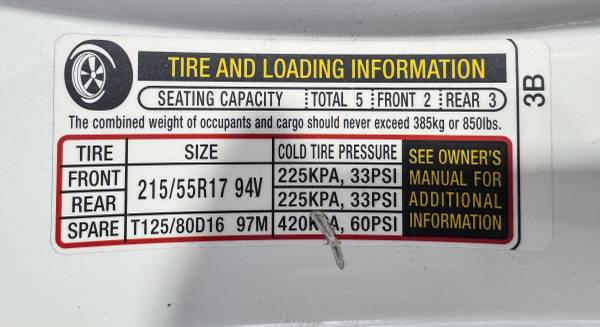 TIRE AND LOADING INFORMATION
SEATING CAPACITY TOTAL 5 FRONT 2 REAR 3
The combined weight of occupants and cargo should never exceed 385kg or 850lbs.
TIRE SIZE COLD TIRE PRESSURE
FRONT 215/55R17 94V 225KPA, 33PSI
REAR 225KPA, 33PSI
SPARE T125/80D16 97M 420KPA, 60PSI
SEE OWNER'S
MANUAL FOR
ADDITIONAL
INFORMATION
3B